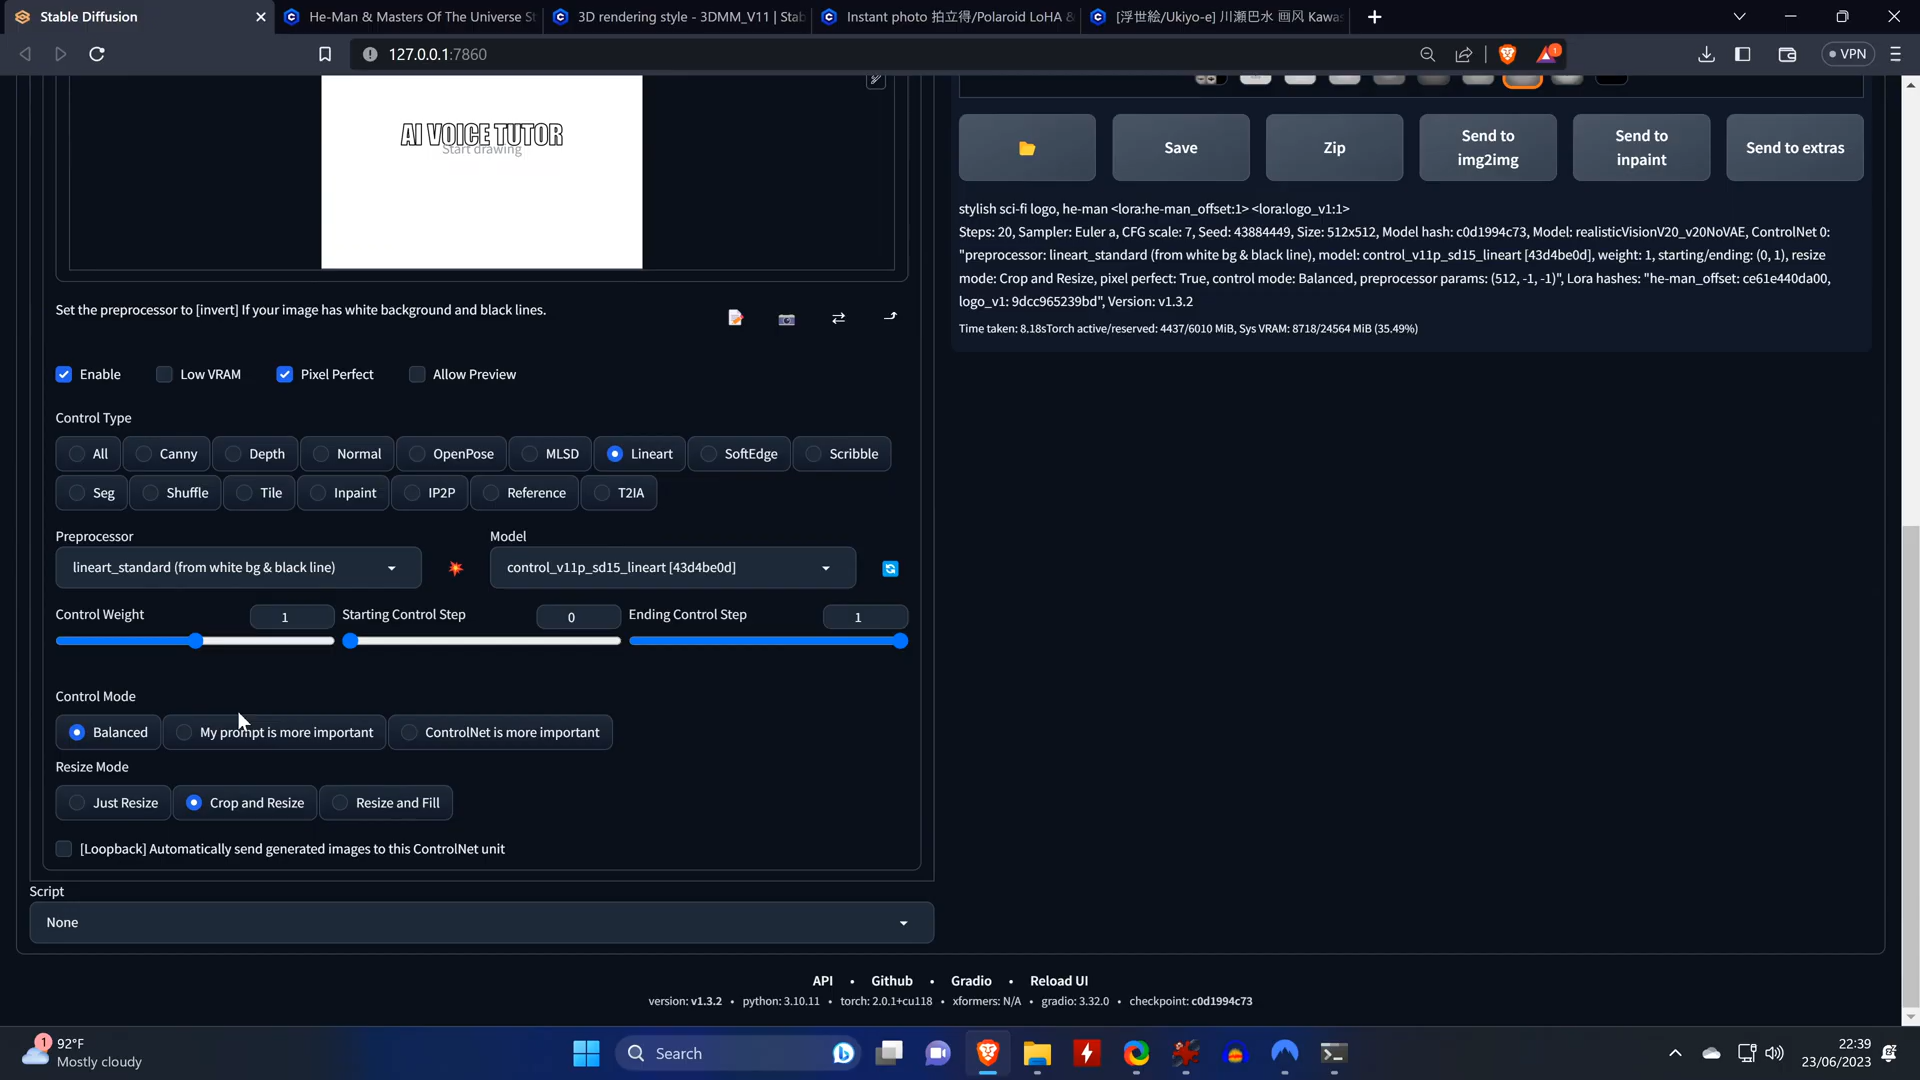 Stable Diffusion
He-Man & Masters Of The Universe St
3D rendering style - 3DMM_V11 | Stab
Instant photo 拍立得/Polaroid LoHA &
[浮世絵/Ukiyo-e] 川瀬巴水 画风 Kawas
127.0.0.1:7860
1
VPN
AI VOICE TUTOR
Start drawing
Save
Zip
Send to
img2img
Send to
inpaint
Send to extras
stylish sci-fi logo, he-man <lora:he-man_offset:1> <lora:logo_v1:1>
Steps: 20, Sampler: Euler a, CFG scale: 7, Seed: 43884449, Size: 512x512, Model hash: c0d1994c73, Model: realisticVisionV20_v20NoVAE, ControlNet 0:
"preprocessor: lineart_standard (from white bg & black line), model: control_v11p_sd15_lineart [43d4be0d], weight: 1, starting/ending: (0, 1), resize
mode: Crop and Resize, pixel perfect: True, control mode: Balanced, preprocessor params: (512, -1, -1)", Lora hashes: "he-man_offset: ce61e440da00,
logo_v1: 9dcc965239bd", Version: v1.3.2
Time taken: 8.18sTorch active/reserved: 4437/6010 MiB, Sys VRAM: 8718/24564 MiB (35.49%)
Set the preprocessor to [invert] If your image has white background and black lines.
Enable
Low VRAM
Pixel Perfect
Allow Preview
Control Type
All
Canny
Depth
Normal
OpenPose
MLSD
Lineart
SoftEdge
Scribble
Seg
Shuffle
Tile
Inpaint
IP2P
Reference
T2IA
Preprocessor
Model
lineart_standard (from white bg & black line)
control_v11p_sd15_lineart [43d4be0d]
Control Weight
1
Starting Control Step
0
Ending Control Step
1
Control Mode
Balanced
My prompt is more important
ControlNet is more important
Resize Mode
Just Resize
Crop and Resize
Resize and Fill
[Loopback] Automatically send generated images to this ControlNet unit
Script
None
API • Github • Gradio • Reload UI
version: v1.3.2 • python: 3.10.11 • torch: 2.0.1+cu118 • xformers: N/A • gradio: 3.32.0 • checkpoint: c0d1994c73
1
92°F
Mostly cloudy
Search
22:39
23/06/2023